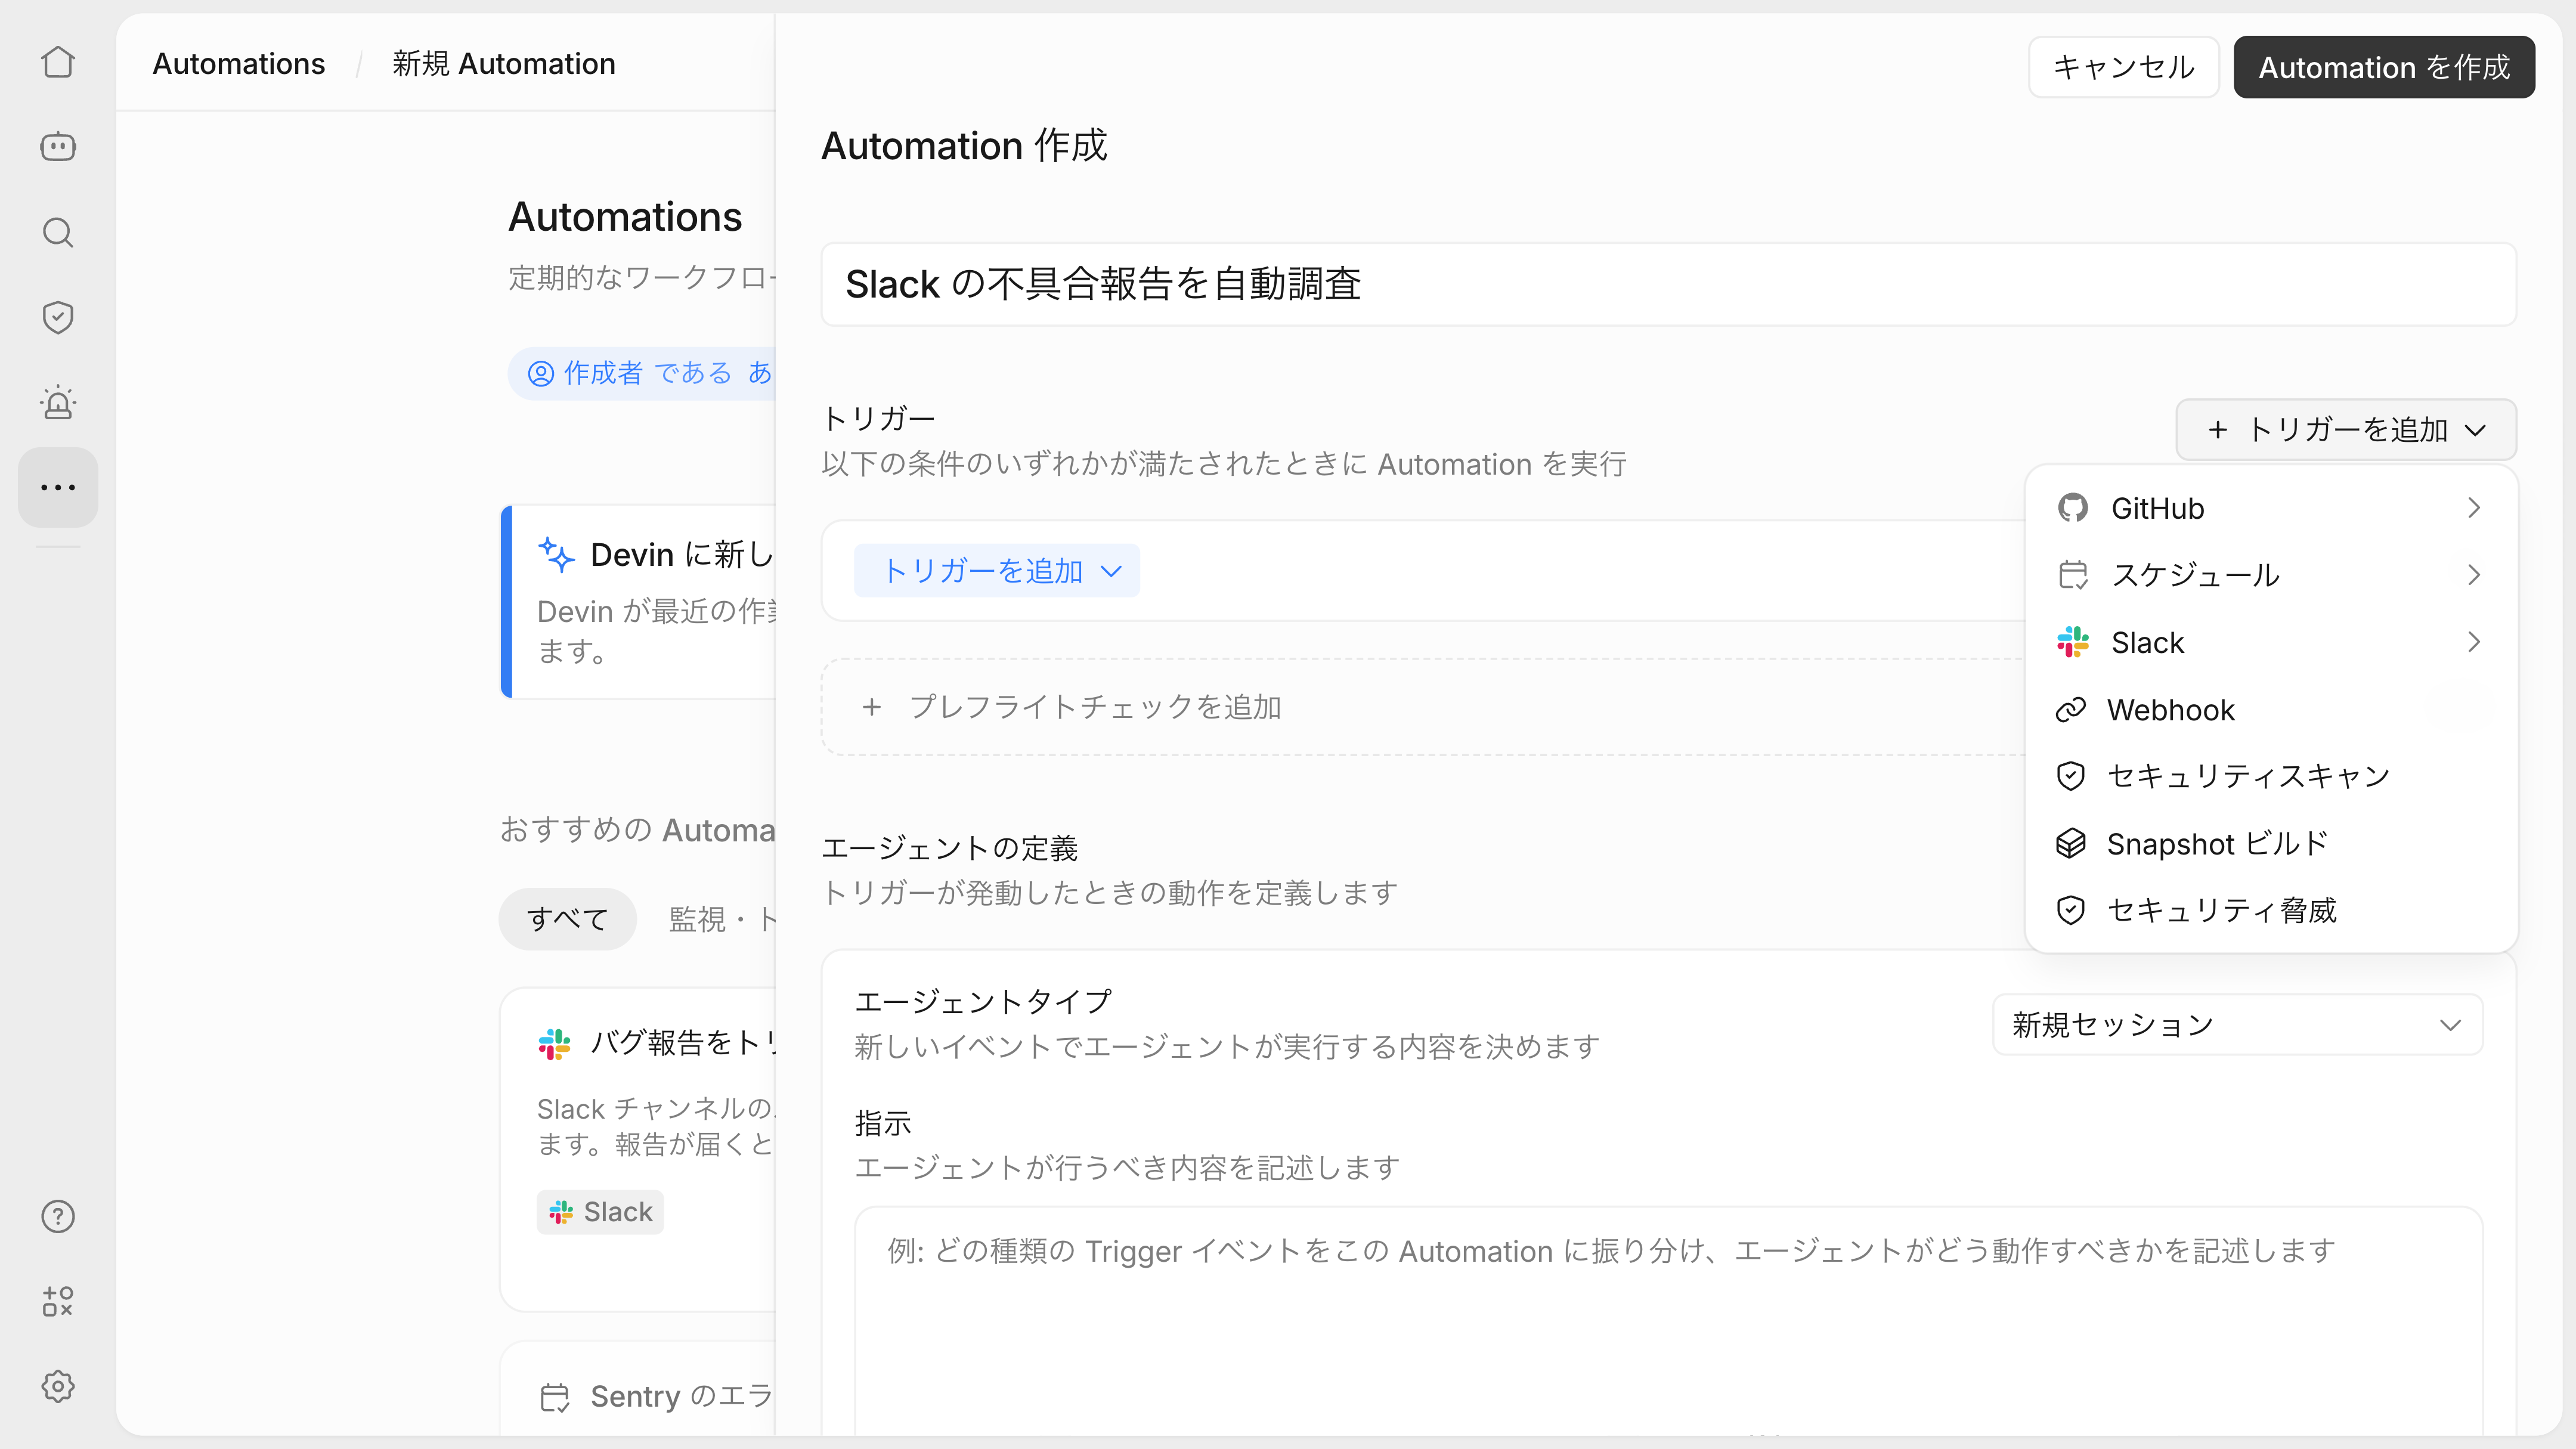 Automations / 新規 Automation
キャンセル
Automation を作成
Automations
定期的なワークフロー
作成者 である あ
Devin に新し
Devin が最近の作業
ます。
おすすめの Automa
すべて
監視・ト
バグ報告をトリ
Slack チャンネルの
ます。報告が届くと
Slack
Sentry のエラ
Automation 作成
Slack の不具合報告を自動調査
トリガー
以下の条件のいずれかが満たされたときに Automation を実行
+ トリガーを追加
トリガーを追加
+ プレフライトチェックを追加
GitHub
スケジュール
Slack
Webhook
セキュリティスキャン
Snapshot ビルド
セキュリティ脅威
エージェントの定義
トリガーが発動したときの動作を定義します
エージェントタイプ
新しいイベントでエージェントが実行する内容を決めます
新規セッション
指示
エージェントが行うべき内容を記述します
例: どの種類の Trigger イベントをこの Automation に振り分け、エージェントがどう動作すべきかを記述します